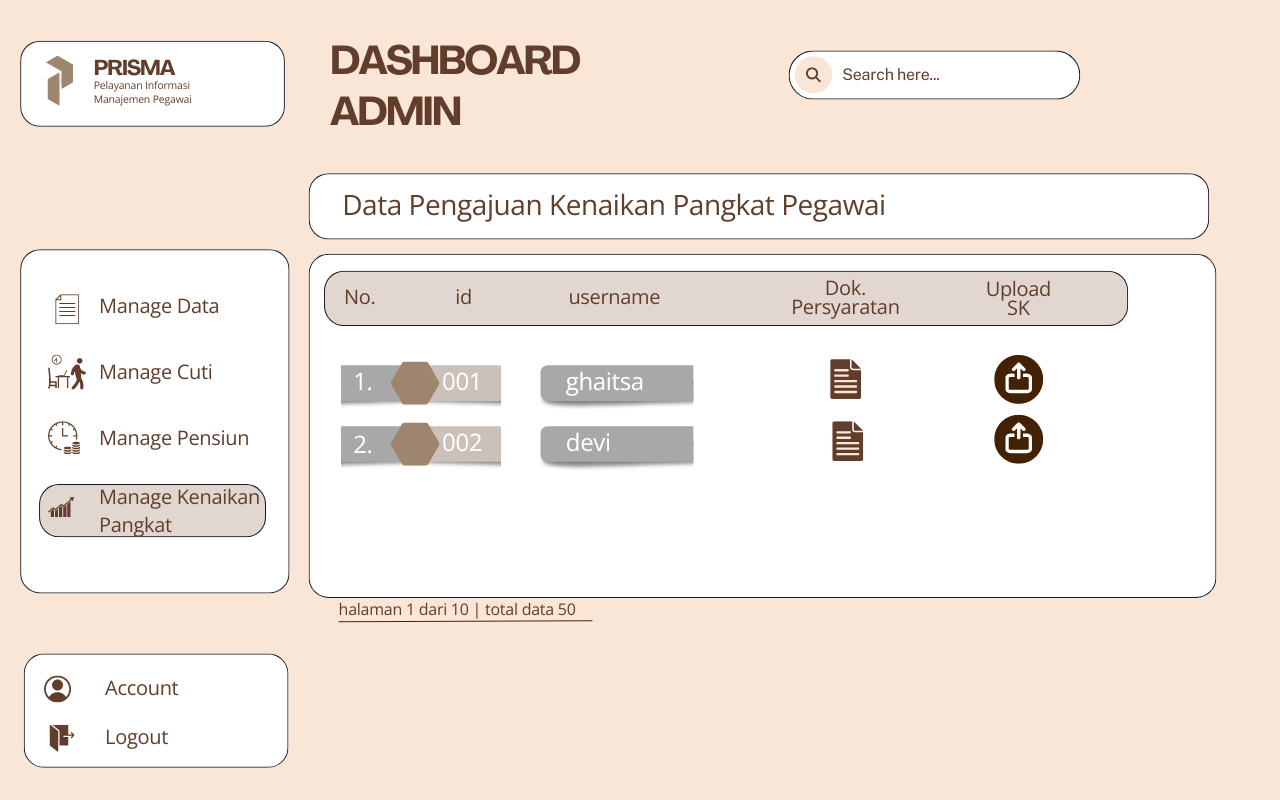 PRISMA
Pelayanan Informasi
Manajemen Pegawai
DASHBOARD
ADMIN
Search here...
Data Pengajuan Kenaikan Pangkat Pegawai
Manage Data
Manage Cuti
Manage Pensiun
Manage Kenaikan
Pangkat
No. id username Dok. Persyaratan Upload SK
1. 001 ghaitsa
2. 002 devi
halaman 1 dari 10 | total data 50
Account
Logout